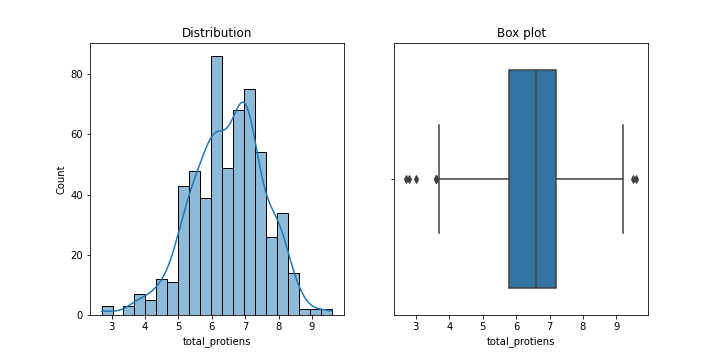 Distribution
Box plot
80
60
40
20
0
Count
3 4 5 6 7 8 9
3 4 5 6 7 8 9
total_protiens
total_protiens